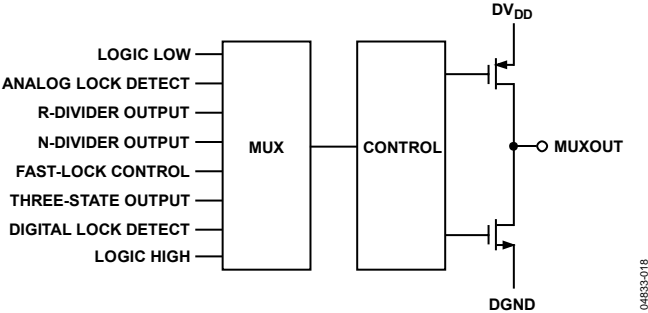 DVDD
LOGIC LOW
ANALOG LOCK DETECT
R-DIVIDER OUTPUT
N-DIVIDER OUTPUT
FAST-LOCK CONTROL
THREE-STATE OUTPUT
DIGITAL LOCK DETECT
LOGIC HIGH
MUX
CONTROL
MUXOUT
DGND
04833-018